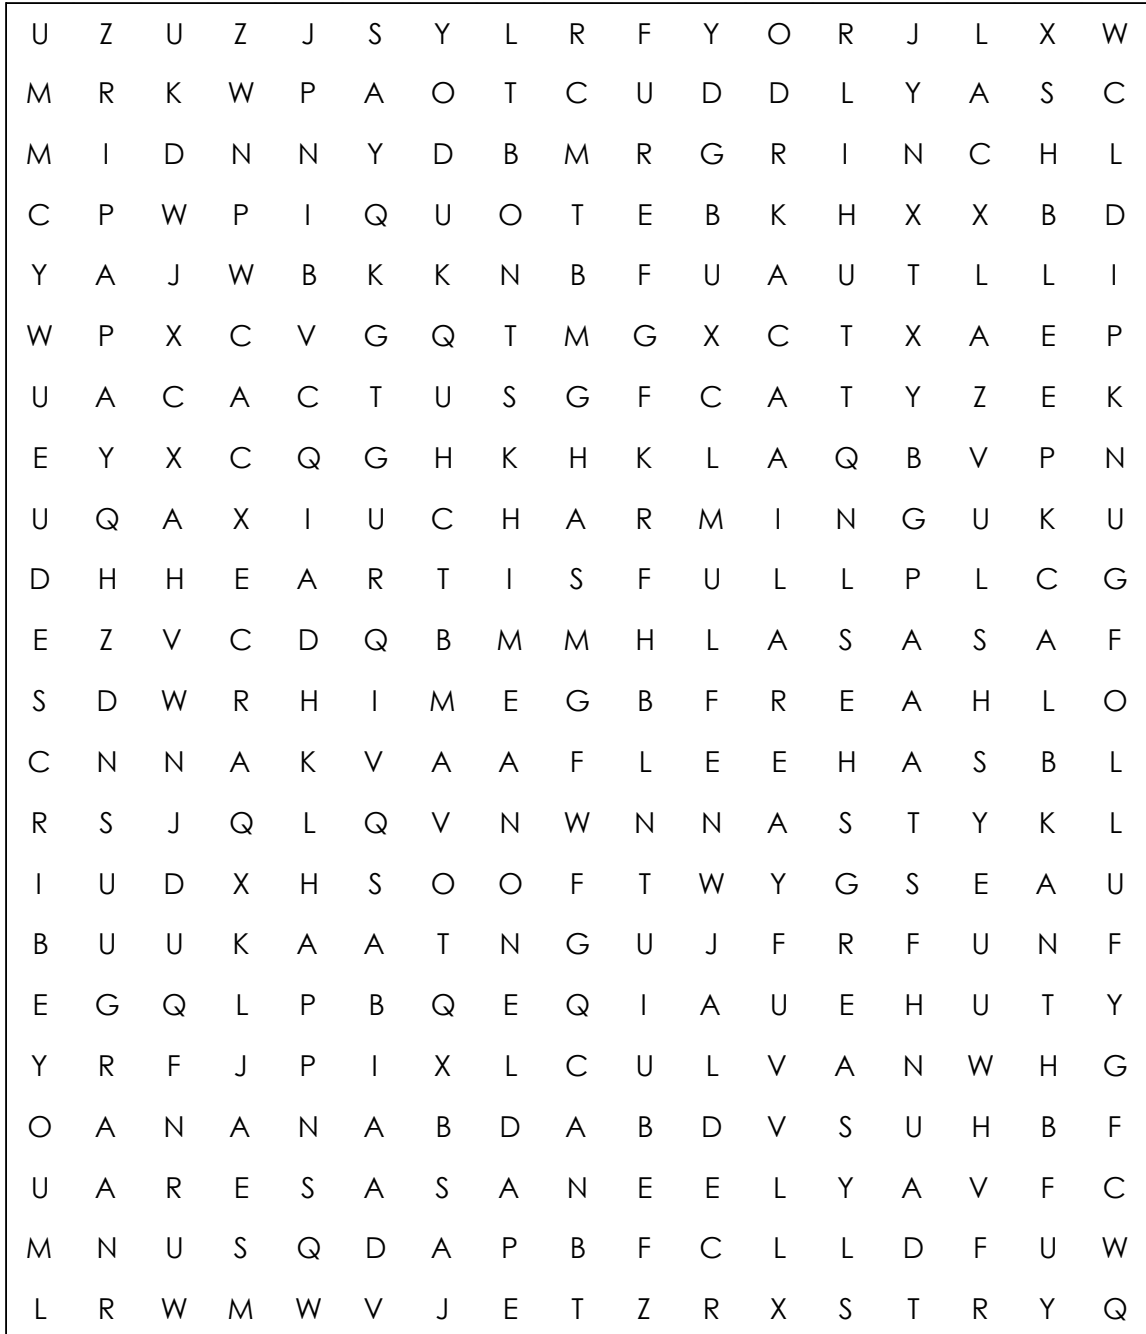 U Z U Z J S Y L R F Y O R J L X W
M R K W P A O T C U D D L Y A S C
M I D N N Y D B M R G R I N C H L
C P W P I Q U O T E B K H X X B D
Y A J W B K K N B F U A U T L L I
W P X C V G Q T M G X C T X A E P
U A C A C T U S G F C A T Y Z E K
E Y X C Q G H K H K L A Q B V P N
U Q A X I U C H A R M I N G U K U
D H H E A R T I S F U L L P L C G
E Z V C D Q B M M H L A S A S A F
S D W R H I M E G B F R E A H L O
C N N A K V A A F L E E H A S B L
R S J Q L Q V N W N N A S T Y K L
I U D X H S O O F T W Y G S E A U
B U U K A A T N G U J F R F U N F
E G Q L P B Q E Q I A U E H U T Y
Y R F J P I X L C U L V A N W H G
O A N A N A B D A B D V S U H B F
U A R E S A S A N E E L Y A V F C
M N U S Q D A P B F C L L D F U W
L R W M W V J E T Z R X S T R Y Q